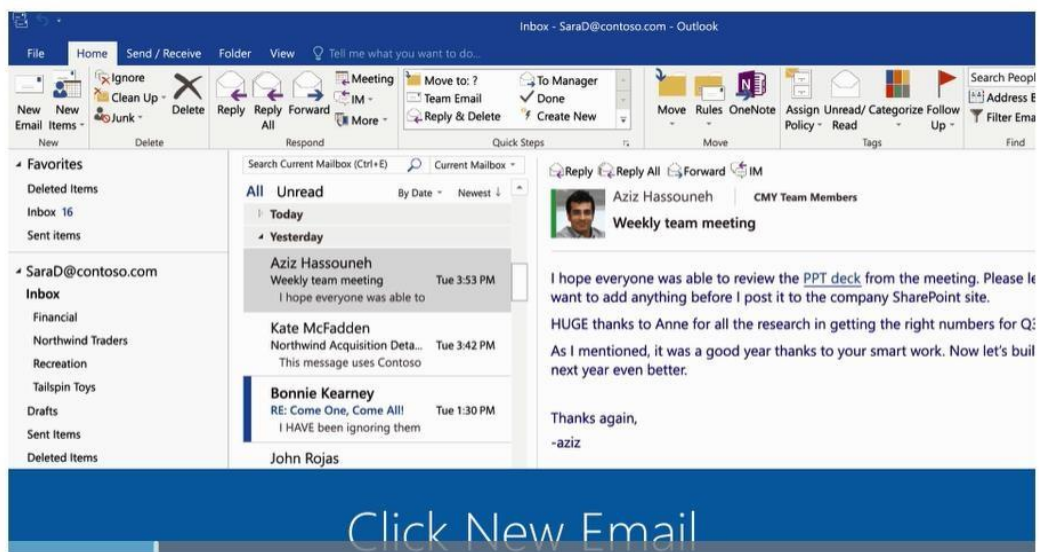 Inbox - SaraD@contoso.com - Outlook
File Home Send / Receive Folder View Tell me what you want to do...
Ignore Meeting Move to: ? To Manager Search Peopl
Clean Up IM Team Email Done Address B
New New Junk Delete Reply Reply Forward More Reply & Delete Create New Move Rules OneNote Assign Unread/ Categorize Follow Filter Ema
Email Items All Policy Read Up
New Delete Respond Quick Steps Move Tags Find
Favorites
Deleted Items
Inbox 16
Sent items
SaraD@contoso.com
Inbox
Financial
Northwind Traders
Recreation
Tailspin Toys
Drafts
Sent Items
Deleted Items
Search Current Mailbox (Ctrl+E) Current Mailbox
All Unread By Date Newest ↓
Today
Yesterday
Aziz Hassouneh
Weekly team meeting Tue 3:53 PM
I hope everyone was able to
Kate McFadden
Northwind Acquisition Deta... Tue 3:42 PM
This message uses Contoso
Bonnie Kearney
RE: Come One, Come All! Tue 1:30 PM
I HAVE been ignoring them
John Rojas
Reply Reply All Forward IM
Aziz Hassouneh CMY Team Members
Weekly team meeting
I hope everyone was able to review the PPT deck from the meeting. Please le
want to add anything before I post it to the company SharePoint site.
HUGE thanks to Anne for all the research in getting the right numbers for Q3
As I mentioned, it was a good year thanks to your smart work. Now let's buil
next year even better.
Thanks again,
-aziz
Click New Email